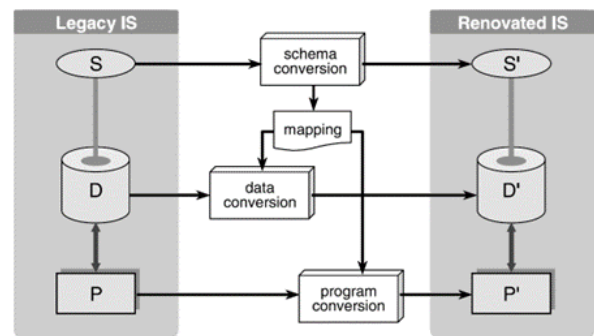 Legacy IS
Renovated IS
S
schema
conversion
S'
mapping
D
data
conversion
D'
P
program
conversion
P'